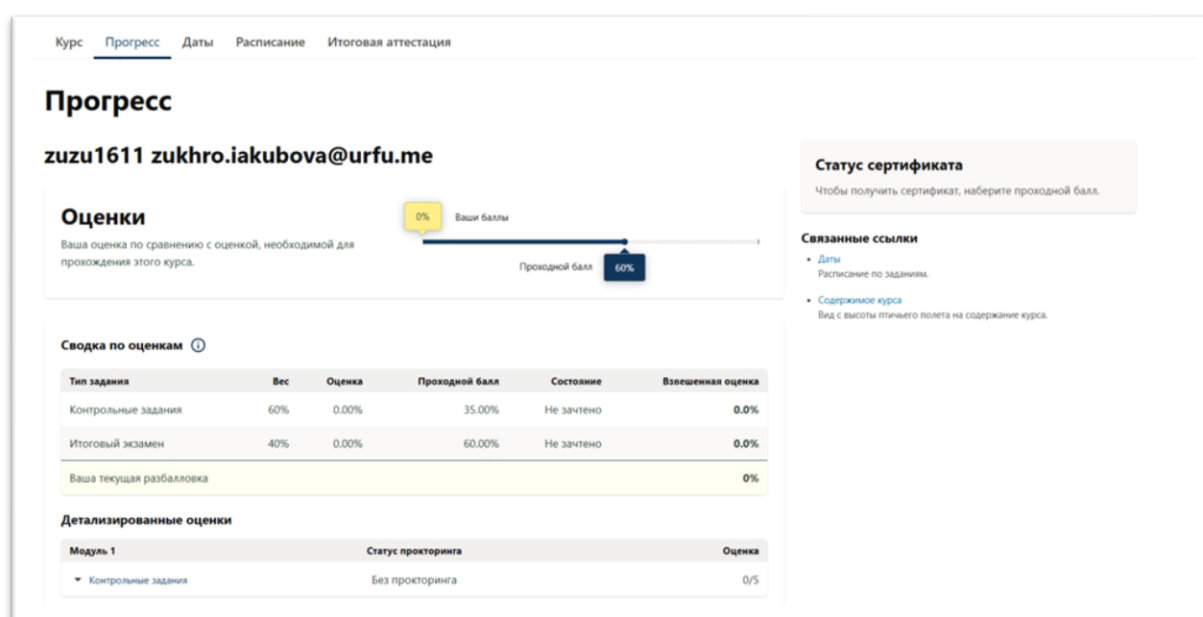 Курс Прогресс Даты Расписание Итоговая аттестация
Прогресс
zuzu1611 zukhro.iakubova@urfu.me
Оценки
Ваша оценка по сравнению с оценкой, необходимой для
прохождения этого курса.
0% Ваши баллы
Проходной балл 60%
Статус сертификата
Чтобы получить сертификат, наберите проходной балл.
Связанные ссылки
Даты
Расписание по заданиям.
Содержимое курса
Вид с высоты птичьего полета на содержание курса.
Сводка по оценкам
Тип задания Вес Оценка Проходной балл Состояние Взвешенная оценка
Контрольные задания 60% 0.00% 35.00% Не зачтено 0.0%
Итоговый экзамен 40% 0.00% 60.00% Не зачтено 0.0%
Ваша текущая разбалловка 0%
Детализированные оценки
Модуль 1 Статус прокторинга Оценка
Контрольные задания Без прокторинга 0/5